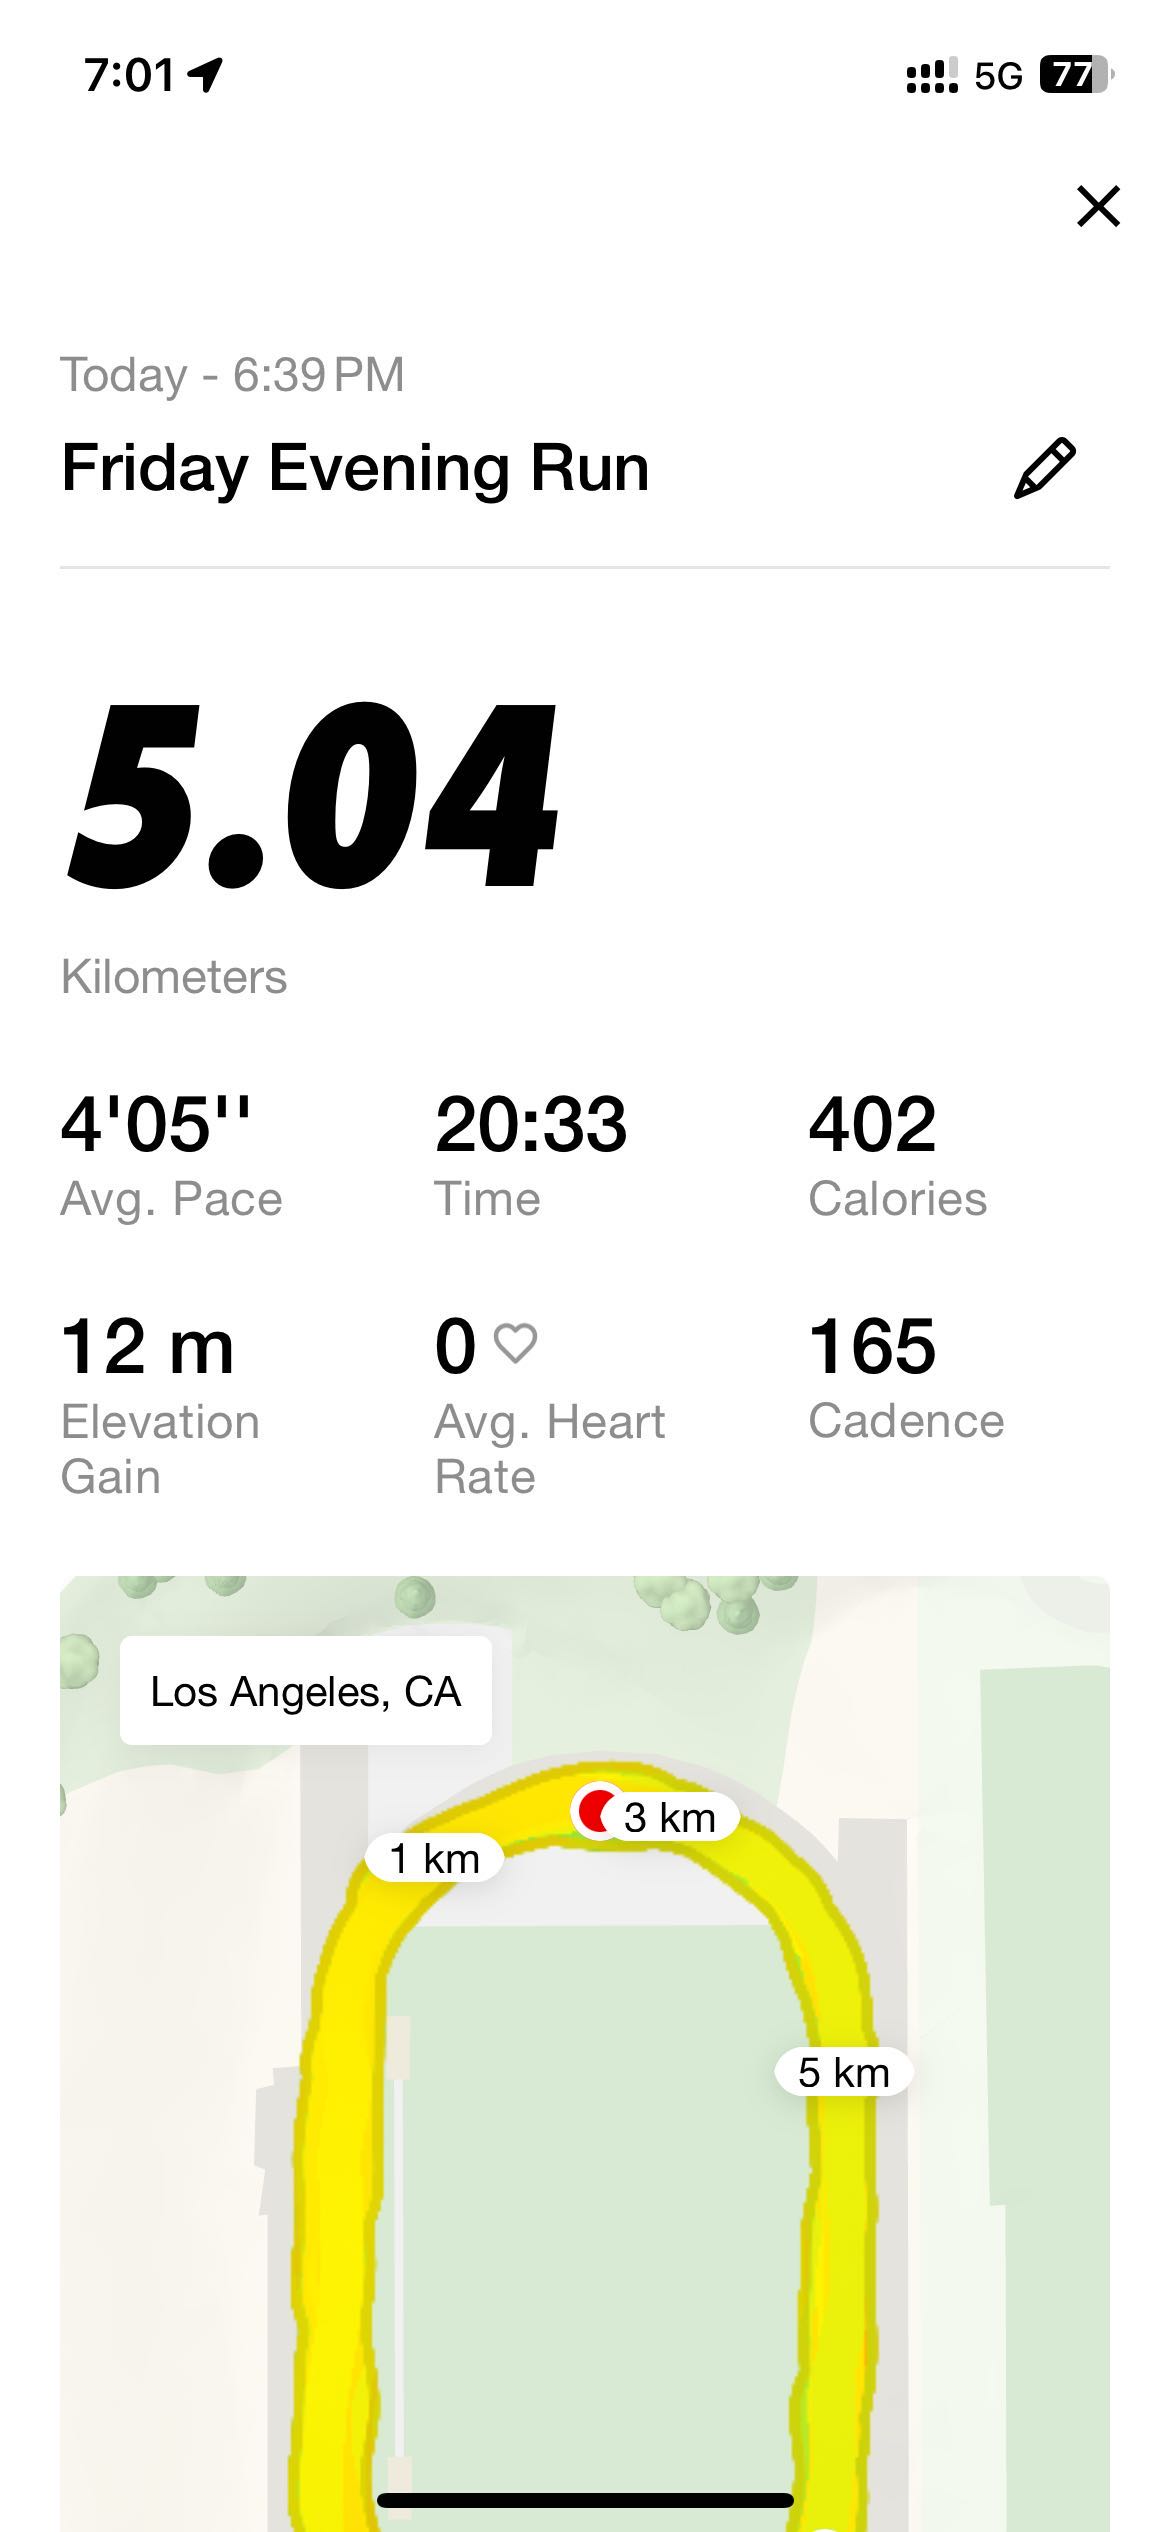 7:01
5G
77
Today - 6:39 PM
Friday Evening Run
5.04
Kilometers
4'05''
20:33
402
Avg. Pace
Time
Calories
12 m
0
165
Elevation
Gain
Avg. Heart
Rate
Cadence
Los Angeles, CA
3 km
1 km
5 km